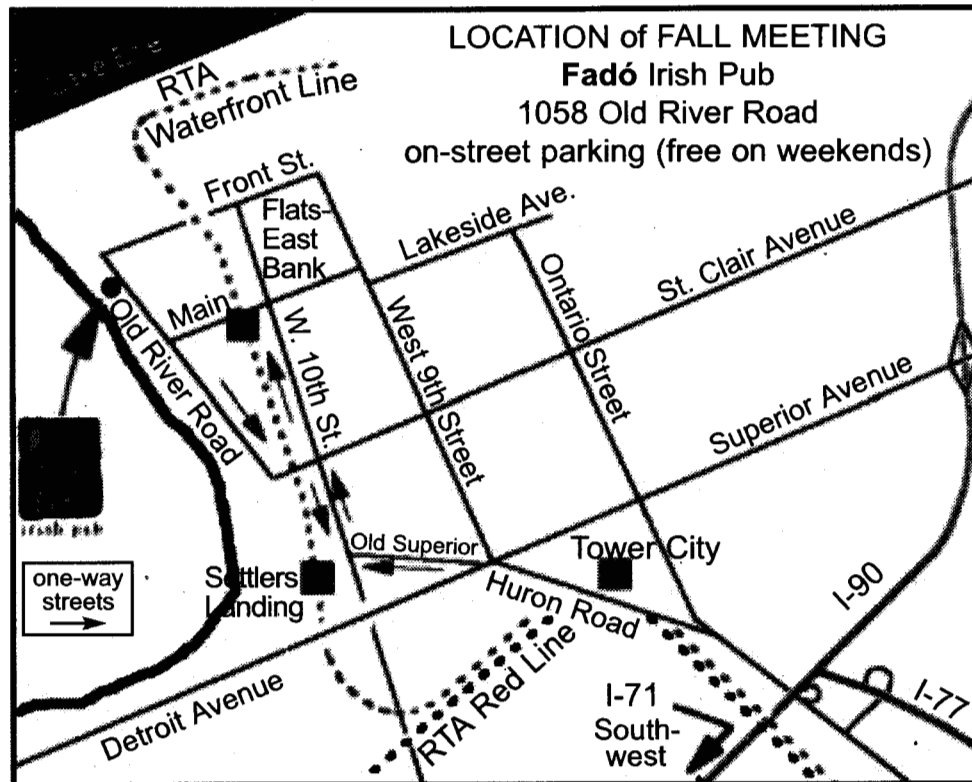 LOCATION of FALL MEETING
Fadó Irish Pub
1058 Old River Road
on-street parking (free on weekends)
Lake Erie
RTA
Waterfront Line
Front St.
Flats-
East
Bank
Lakeside Ave.
St. Clair Avenue
Ontario Street
Main
Old River Road
W. 10th St.
West 9th Street
Superior Avenue
irish pub
Old Superior
Tower City
one-way
streets
Settlers
Landing
Huron Road
I-90
Detroit Avenue
RTA Red Line
I-71
South-
west
I-77